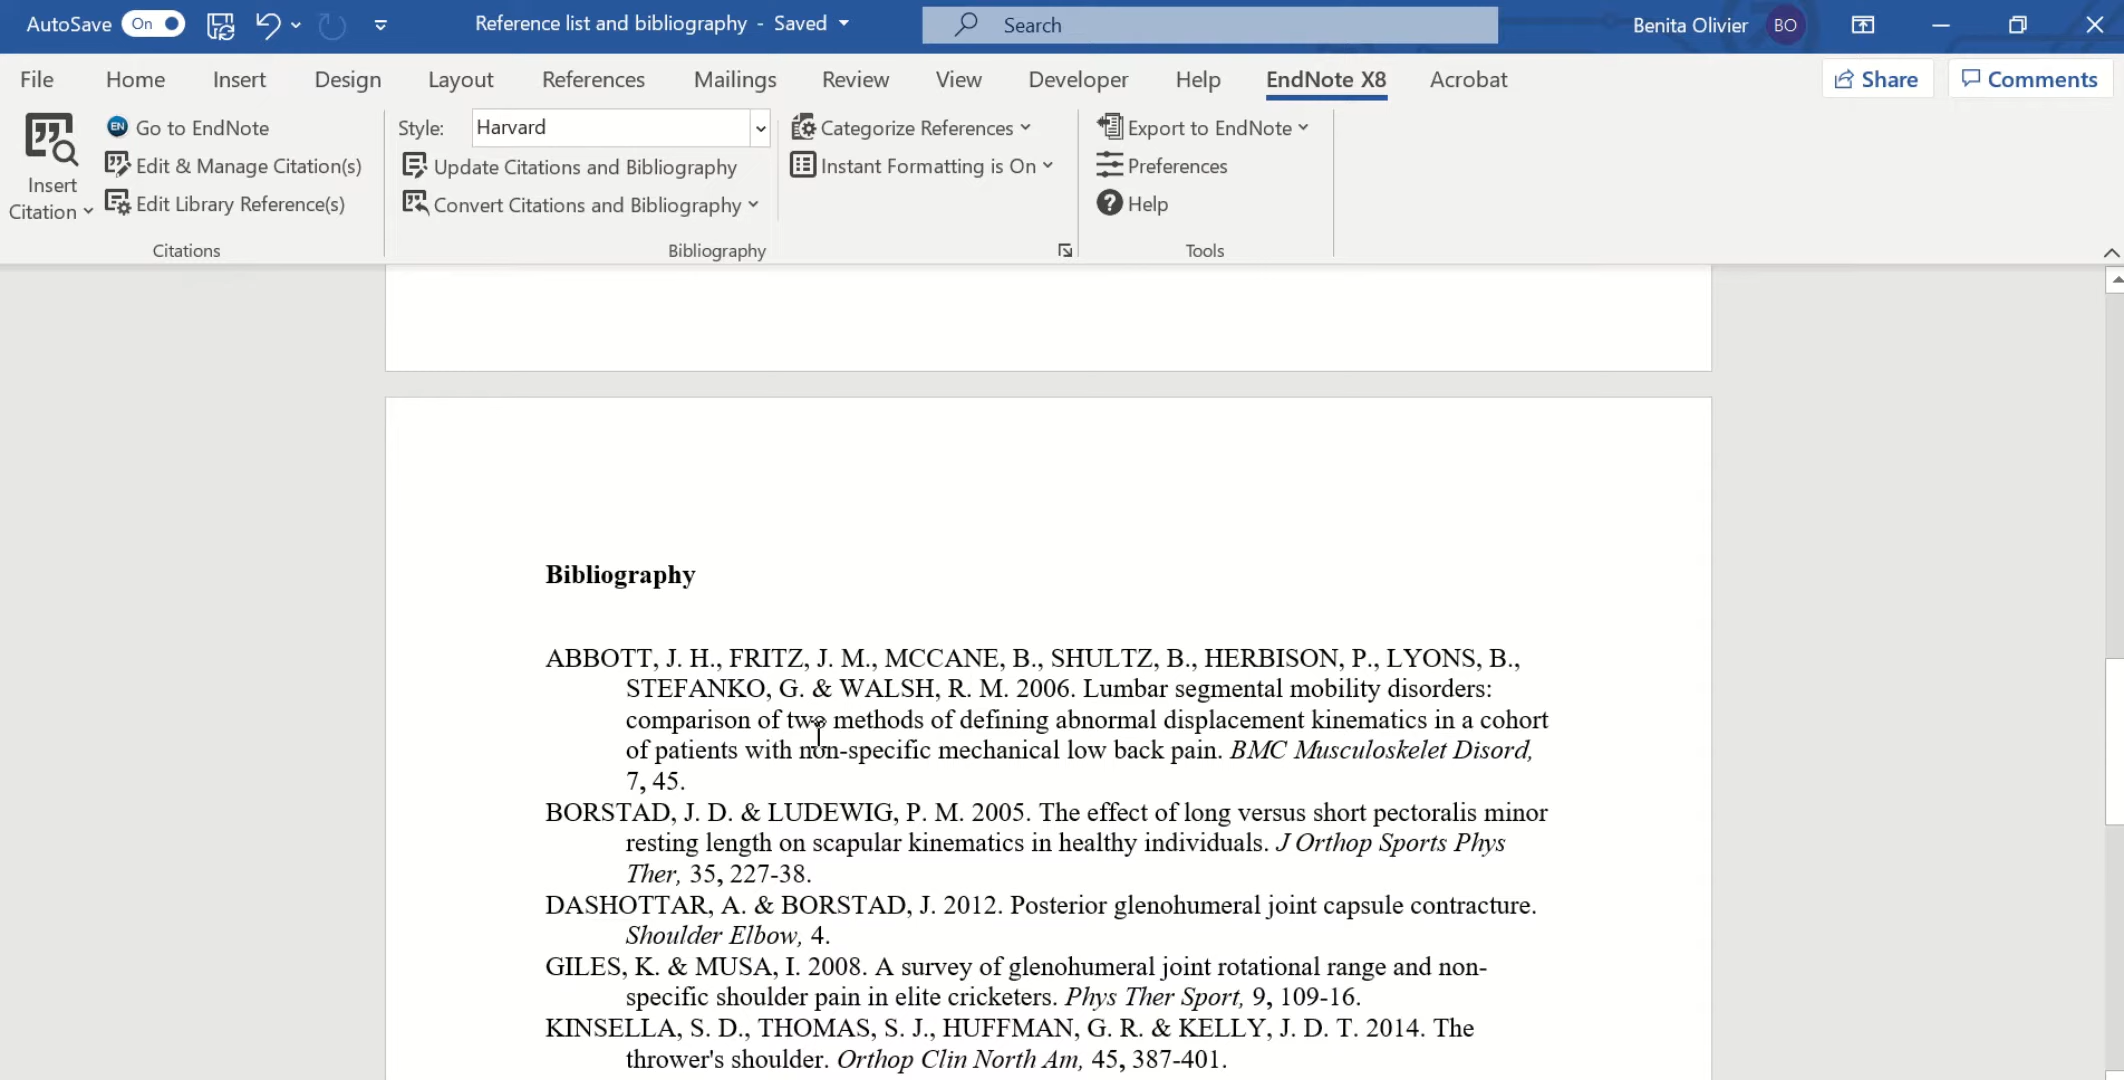 AutoSave On Reference list and bibliography - Saved Search Benita Olivier BO
File Home Insert Design Layout References Mailings Review View Developer Help EndNote X8 Acrobat Share Comments
Insert Citation
EN Go to EndNote
Edit & Manage Citation(s)
Edit Library Reference(s)
Citations
Style: Harvard
Update Citations and Bibliography
Convert Citations and Bibliography
Categorize References
Instant Formatting is On
Bibliography
Export to EndNote
Preferences
Help
Tools
Bibliography
ABBOTT, J. H., FRITZ, J. M., MCCANE, B., SHULTZ, B., HERBISON, P., LYONS, B.,
STEFANKO, G. & WALSH, R. M. 2006. Lumbar segmental mobility disorders:
comparison of two methods of defining abnormal displacement kinematics in a cohort
of patients with non-specific mechanical low back pain. BMC Musculoskelet Disord,
7, 45.
BORSTAD, J. D. & LUDEWIG, P. M. 2005. The effect of long versus short pectoralis minor
resting length on scapular kinematics in healthy individuals. J Orthop Sports Phys
Ther, 35, 227-38.
DASHOTTAR, A. & BORSTAD, J. 2012. Posterior glenohumeral joint capsule contracture.
Shoulder Elbow, 4.
GILES, K. & MUSA, I. 2008. A survey of glenohumeral joint rotational range and non-
specific shoulder pain in elite cricketers. Phys Ther Sport, 9, 109-16.
KINSELLA, S. D., THOMAS, S. J., HUFFMAN, G. R. & KELLY, J. D. T. 2014. The
thrower's shoulder. Orthop Clin North Am, 45, 387-401.